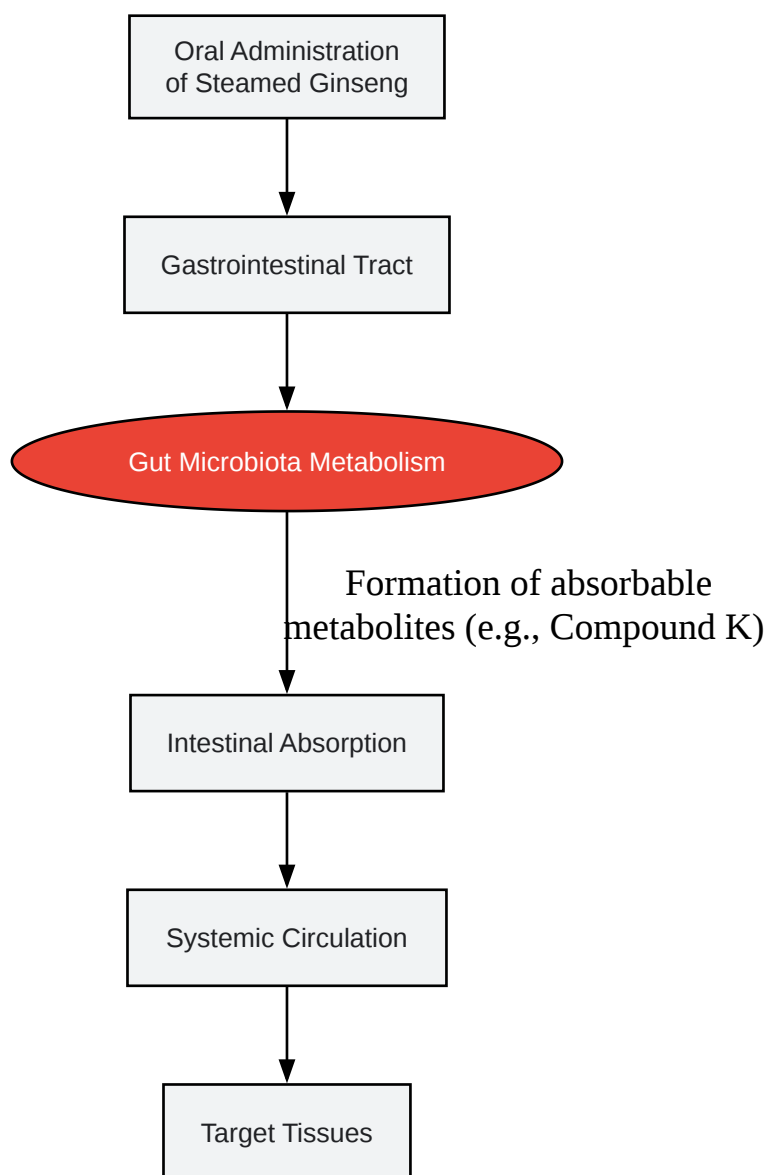 Oral Administration
of Steamed Ginseng
Gastrointestinal Tract
Gut Microbiota Metabolism
Formation of absorbable
metabolites (e.g., Compound K)
Intestinal Absorption
Systemic Circulation
Target Tissues